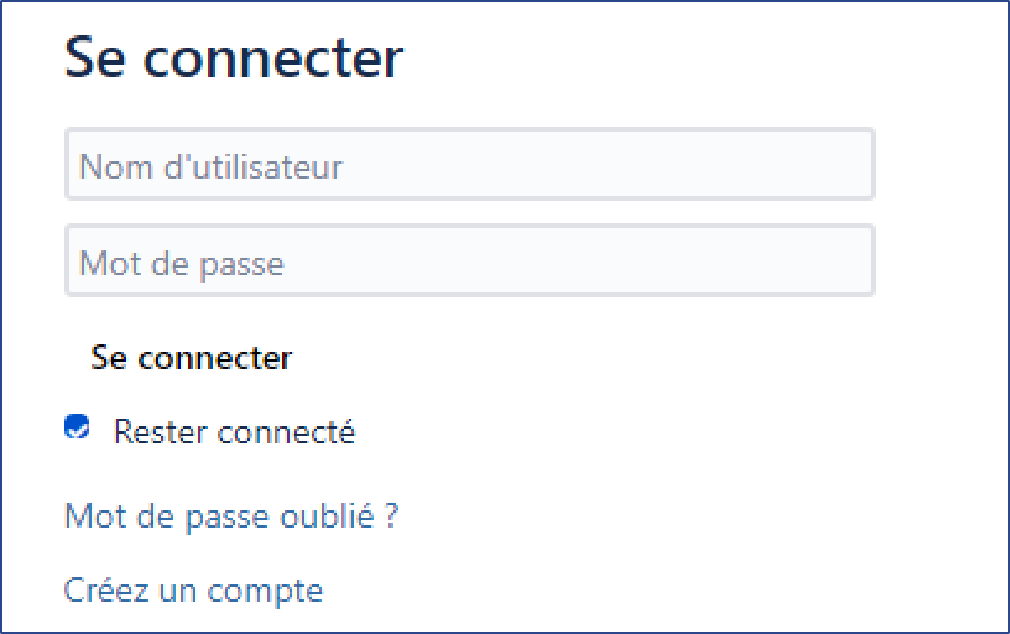 Se connecter
Nom d'utilisateur
Mot de passe
Se connecter
Rester connecté
Mot de passe oublié ?
Créez un compte